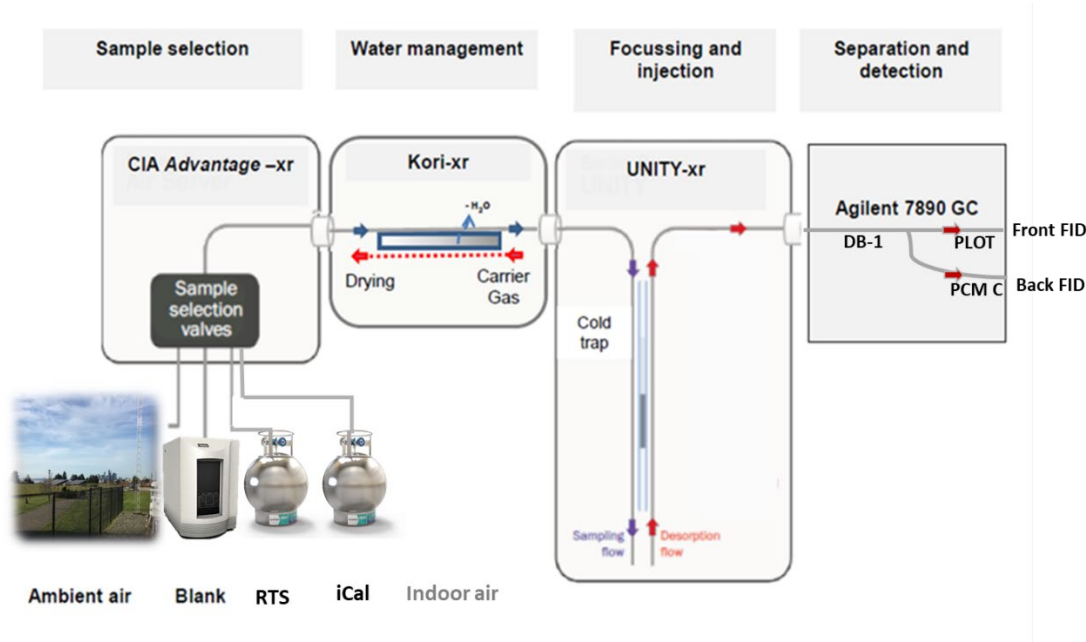 Sample selection
Water management
Focussing and
injection
Separation and
detection
CIA Advantage –xr
Kori-xr
UNITY-xr
- H₂O
Drying
Carrier
Gas
Sample
selection
valves
Cold
trap
Sampling
flow
Desorption
flow
Agilent 7890 GC
DB-1
PLOT
Front FID
PCM C
Back FID
Ambient air
Blank
RTS
iCal
Indoor air